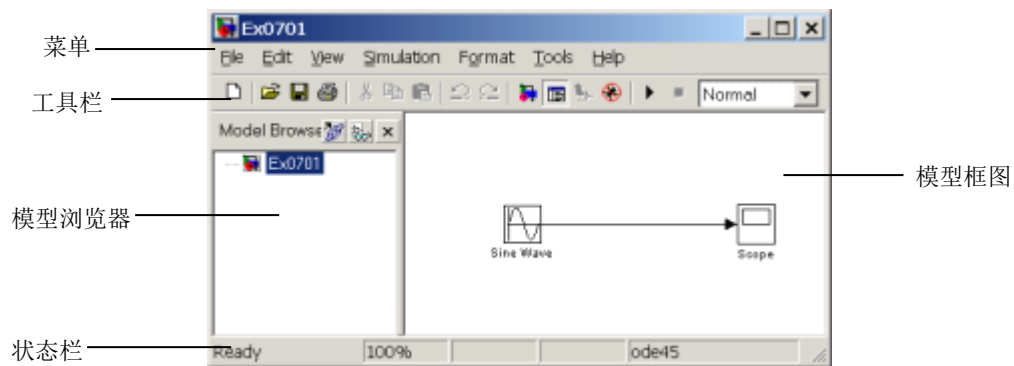 Ex0701
菜单
File Edit View Simulation Format Tools Help
工具栏
Normal
Model Browse
Ex0701
模型框图
模型浏览器
Sine Wave
Scope
状态栏
Ready 100% ode45